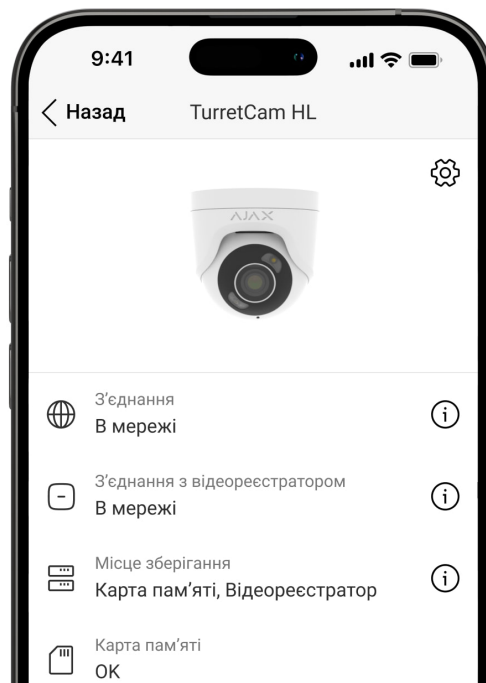 9:41
Назад TurretCam HL
AJAX
З’єднання
В мережі
З’єднання з відеореєстратором
В мережі
Місце зберігання
Карта пам’яті, Відеореєстратор
Карта пам’яті
OK